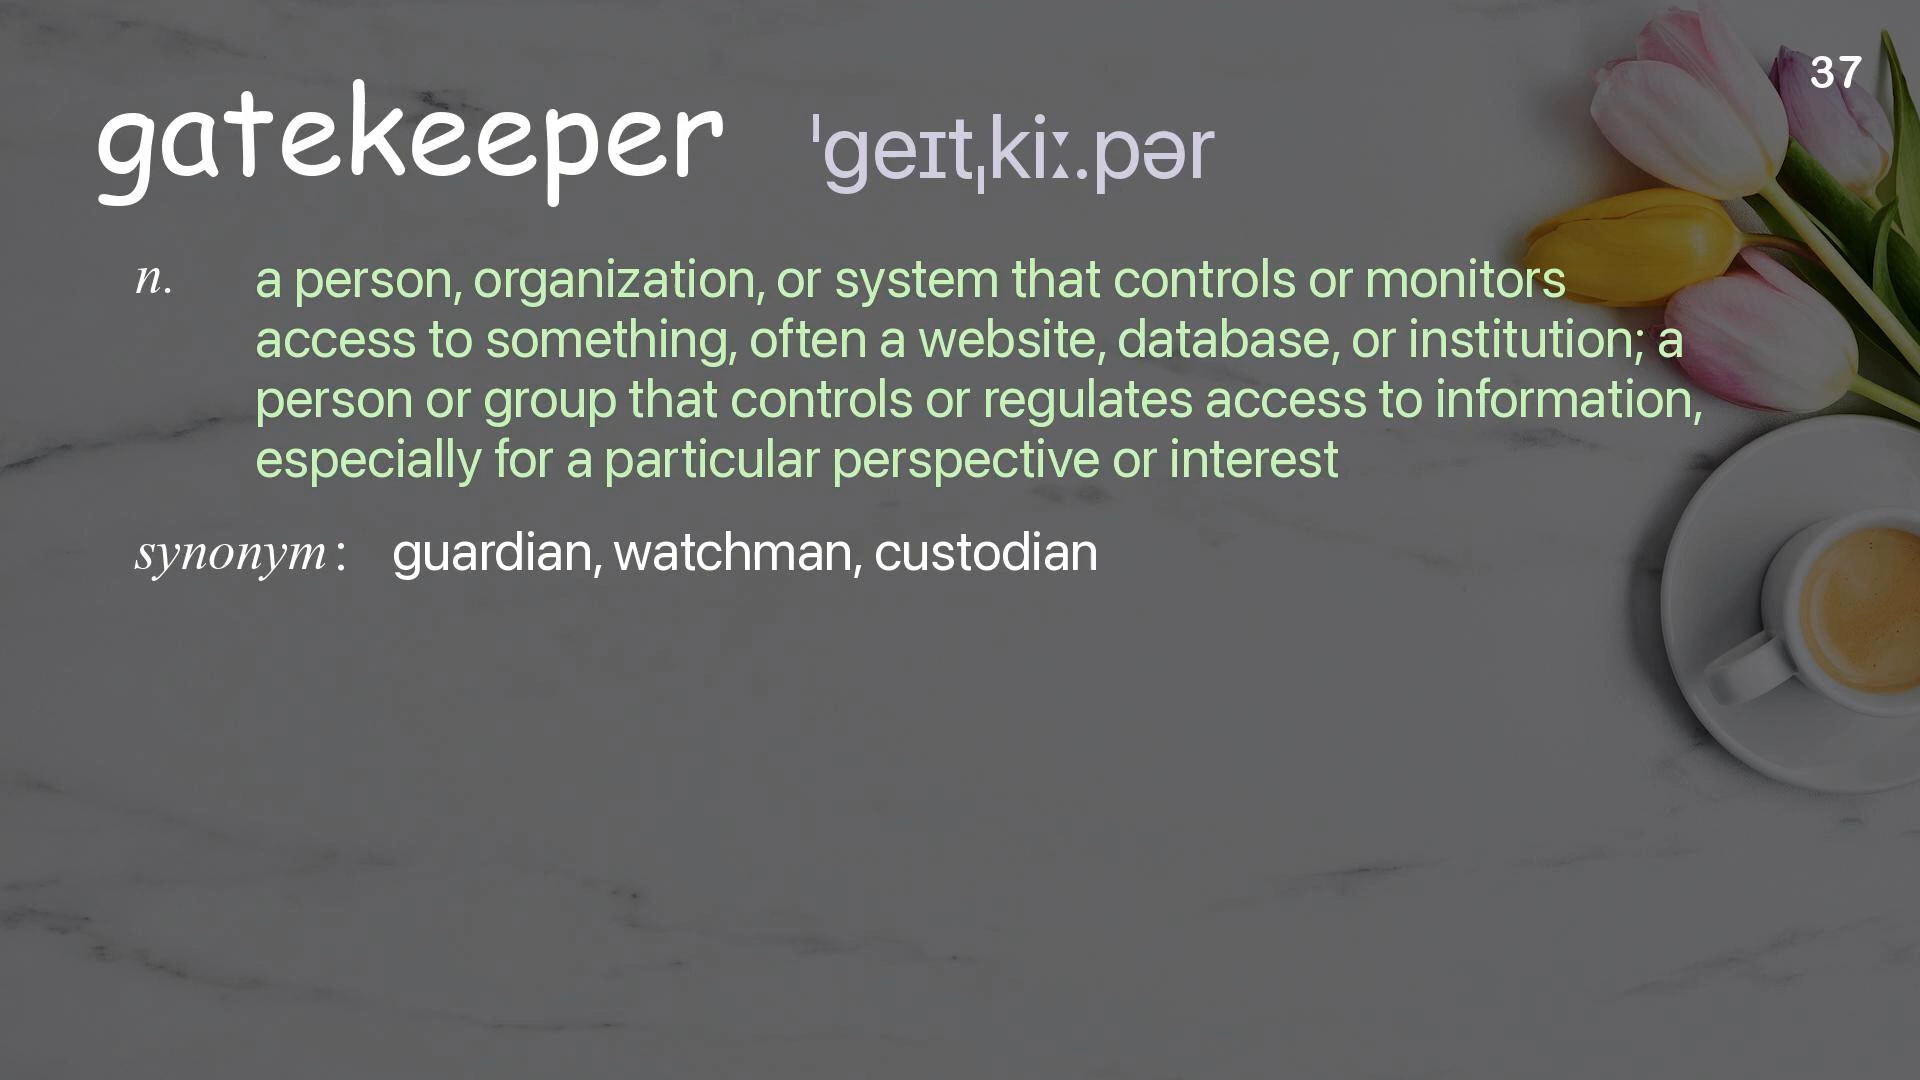 37
gatekeeper ˈɡeɪtˌkiː.pər
n. a person, organization, or system that controls or monitors
access to something, often a website, database, or institution; a
person or group that controls or regulates access to information,
especially for a particular perspective or interest
synonym : guardian, watchman, custodian